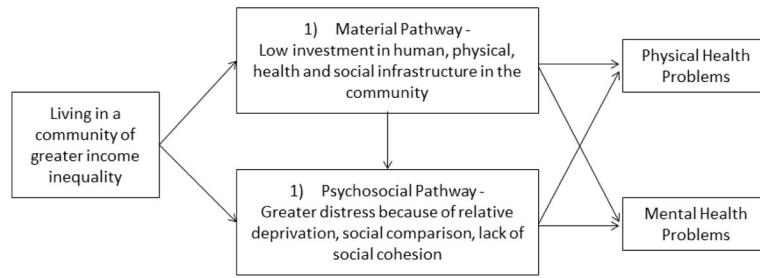 1) Material Pathway -
Low investment in human, physical,
health and social infrastructure in the
community
Physical Health
Problems
Living in a
community of
greater income
inequality
1) Psychosocial Pathway -
Greater distress because of relative
deprivation, social comparison, lack of
social cohesion
Mental Health
Problems